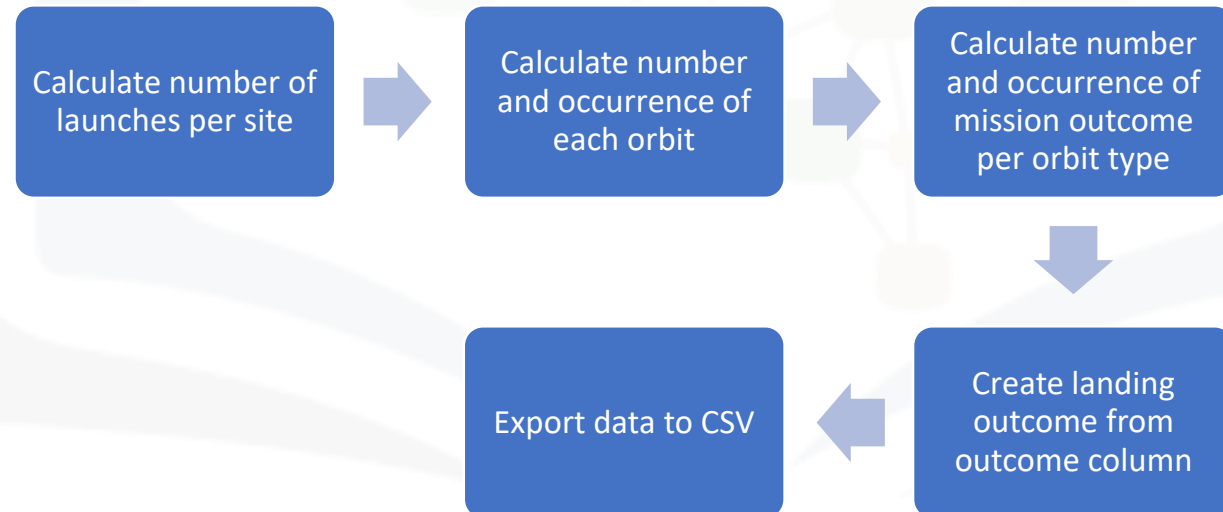 Calculate number of
launches per site
Calculate number
and occurrence of
each orbit
Calculate number
and occurrence of
mission outcome
per orbit type
Create landing
outcome from
outcome column
Export data to CSV